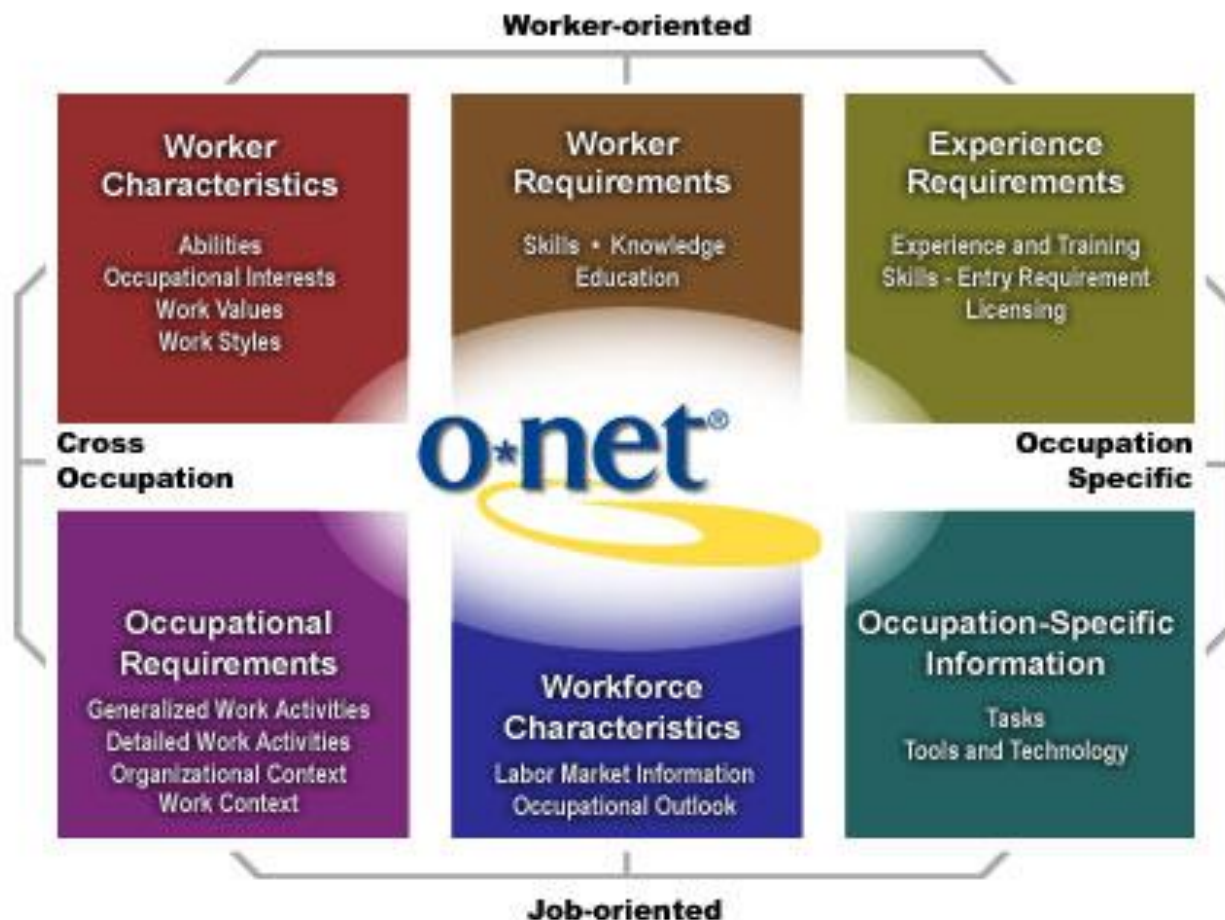 Worker-oriented
Worker
Characteristics
Abilities
Occupational Interests
Work Values
Work Styles
Worker
Requirements
Skills • Knowledge
Education
Experience
Requirements
Experience and Training
Skills - Entry Requirement
Licensing
Cross
Occupation
o*net®
Occupation
Specific
Occupational
Requirements
Generalized Work Activities
Detailed Work Activities
Organizational Context
Work Context
Workforce
Characteristics
Labor Market Information
Occupational Outlook
Occupation-Specific
Information
Tasks
Tools and Technology
Job-oriented